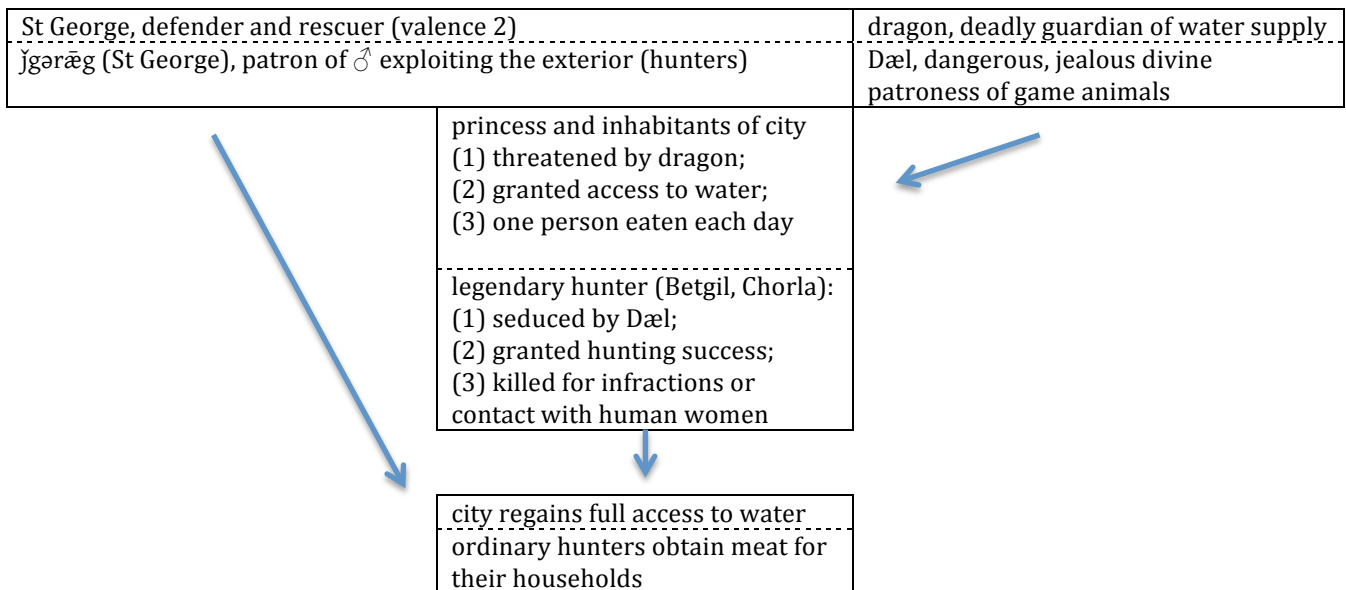 St George, defender and rescuer (valence 2)
ǰgərǣg (St George), patron of ♂ exploiting the exterior (hunters)
dragon, deadly guardian of water supply
Dæl, dangerous, jealous divine
patroness of game animals
princess and inhabitants of city
(1) threatened by dragon;
(2) granted access to water;
(3) one person eaten each day
legendary hunter (Betgil, Chorla):
(1) seduced by Dæl;
(2) granted hunting success;
(3) killed for infractions or
contact with human women
city regains full access to water
ordinary hunters obtain meat for
their households